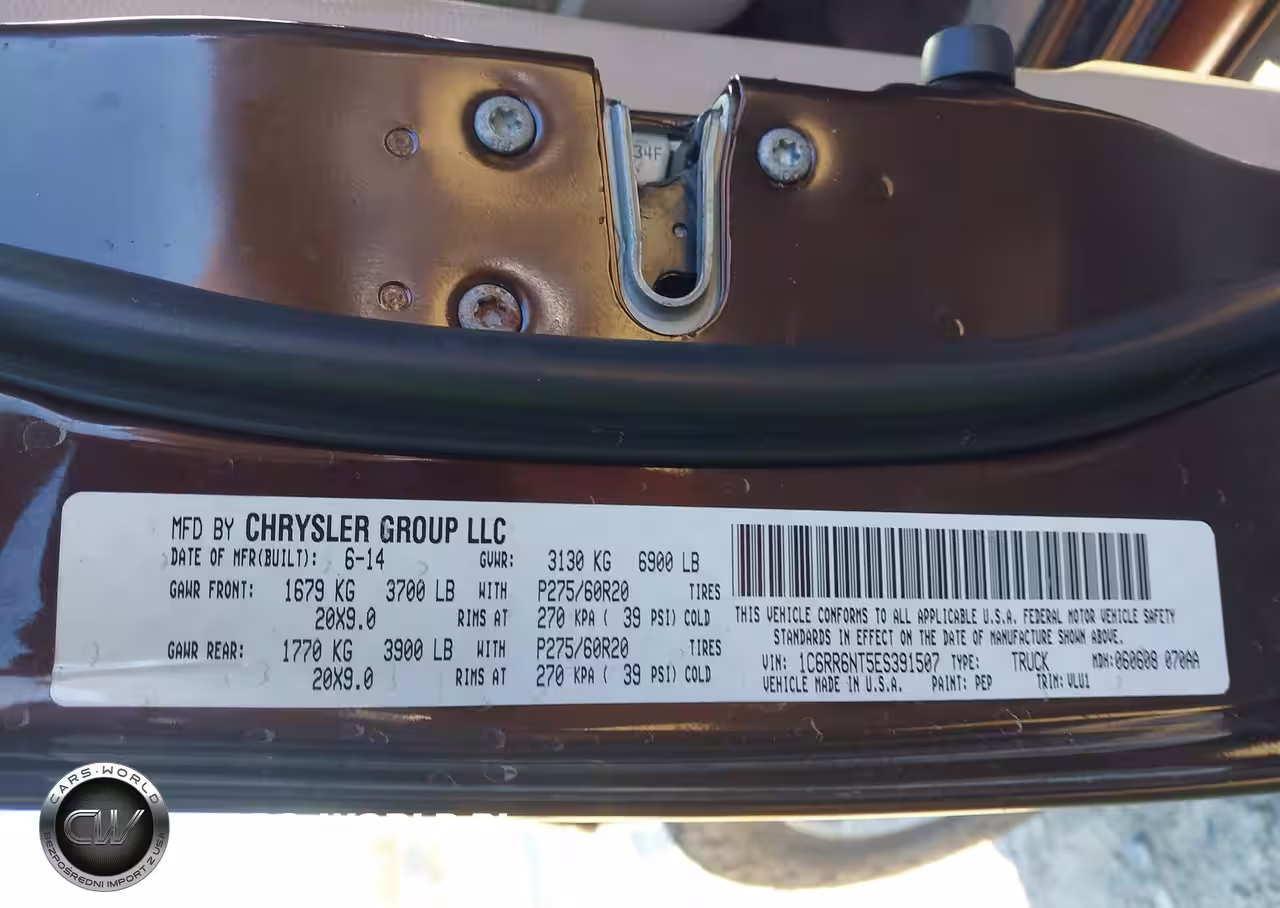 34F
MFD BY CHRYSLER GROUP LLC
DATE OF MFR(BUILT): 6-14 GVWR: 3130 KG 6900 LB
GAWR FRONT: 1679 KG 3700 LB WITH P275/60R20 TIRES
20X9.0 RIMS AT 270 KPA ( 39 PSI) COLD
GAWR REAR: 1770 KG 3900 LB WITH P275/60R20 TIRES
20X9.0 RIMS AT 270 KPA ( 39 PSI) COLD
THIS VEHICLE CONFORMS TO ALL APPLICABLE U.S.A. FEDERAL MOTOR VEHICLE SAFETY
STANDARDS IN EFFECT ON THE DATE OF MANUFACTURE SHOWN ABOVE.
VIN: 1C6RR6NT5ES391507 TYPE: TRUCK MDH:060608 070AA
VEHICLE MADE IN U.S.A. PAINT: PEP TRIM: VLU1
CARS·WORLD
CW
BEZPOŚREDNI IMPORT Z USA